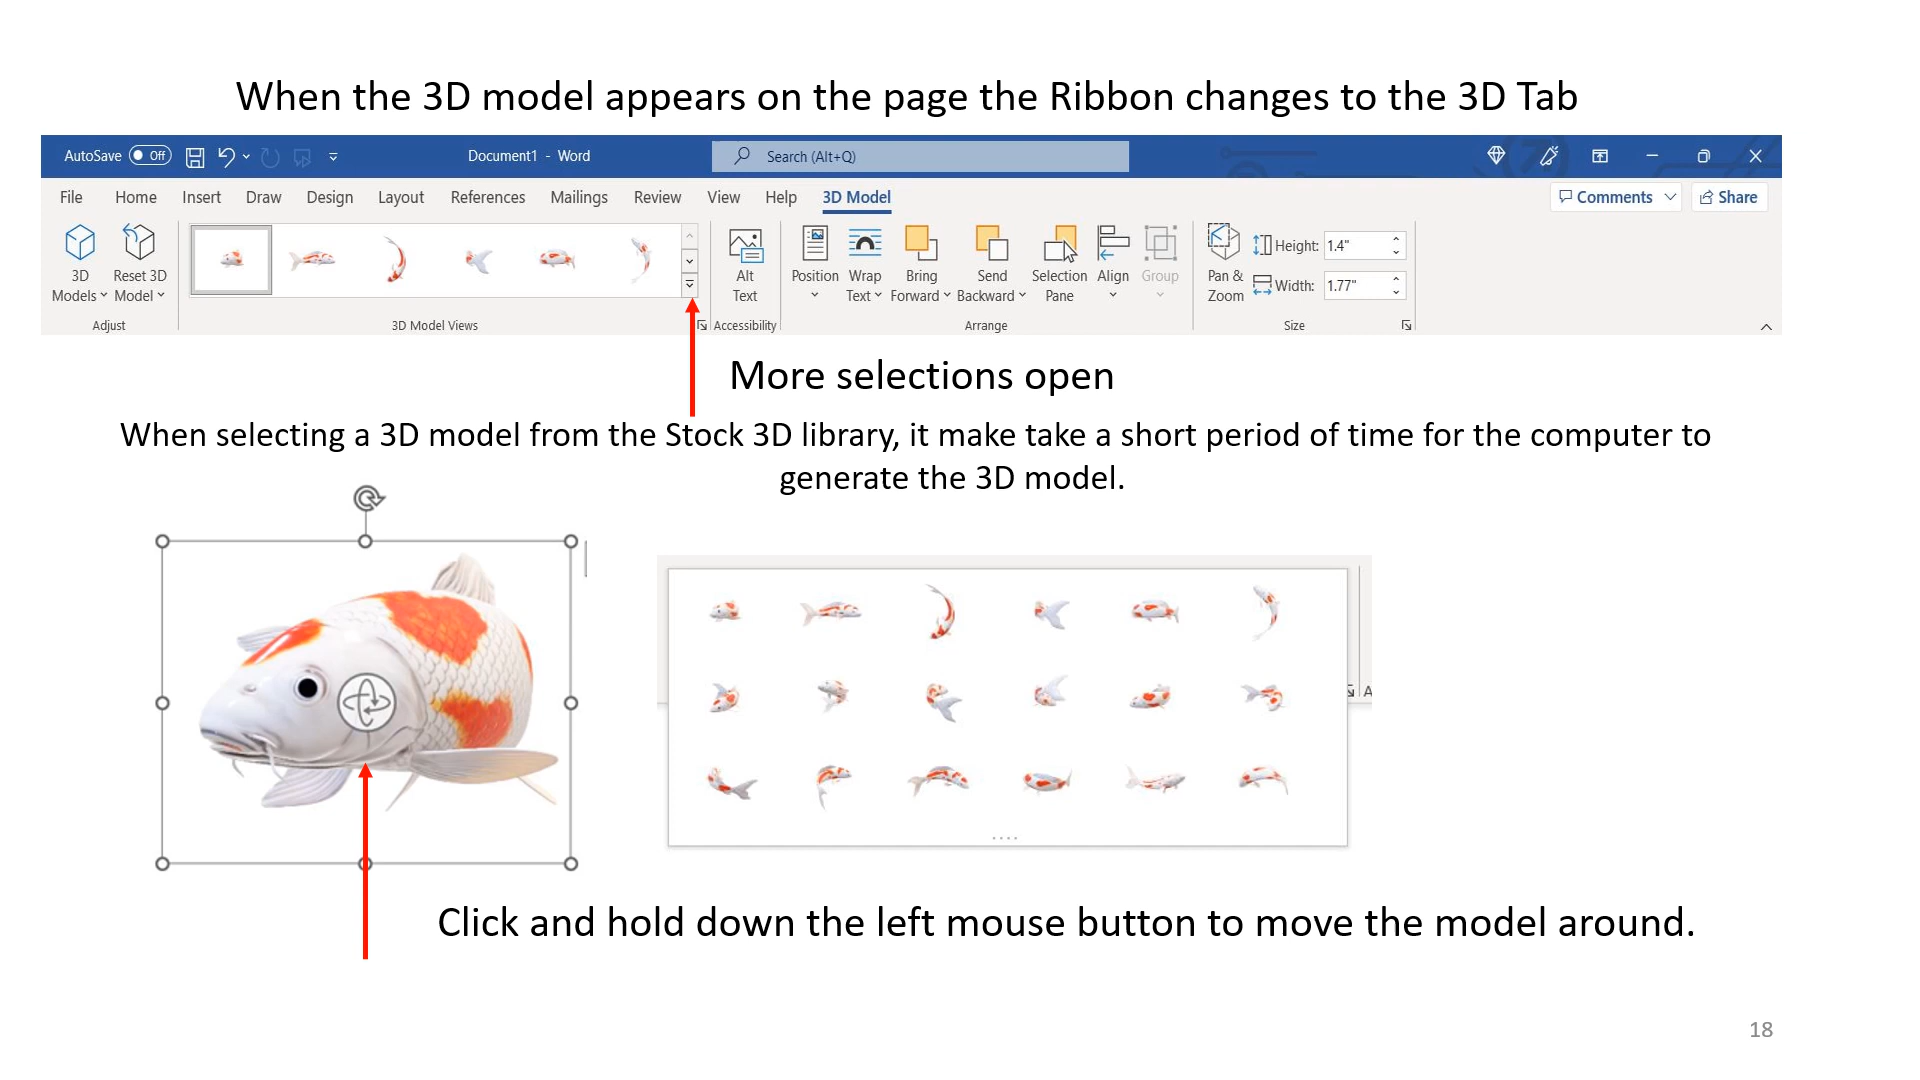 When the 3D model appears on the page the Ribbon changes to the 3D Tab
AutoSave Off Document1 - Word Search (Alt+Q)
File Home Insert Draw Design Layout References Mailings Review View Help 3D Model Comments Share
3D Models
Reset 3D Model
Alt Text
Position
Wrap Text
Bring Forward
Send Backward
Selection Pane
Align
Group
Pan & Zoom
Height: 1.4"
Width: 1.77"
Adjust 3D Model Views Accessibility Arrange Size
More selections open
When selecting a 3D model from the Stock 3D library, it make take a short period of time for the computer to
generate the 3D model.
A
Click and hold down the left mouse button to move the model around.
18